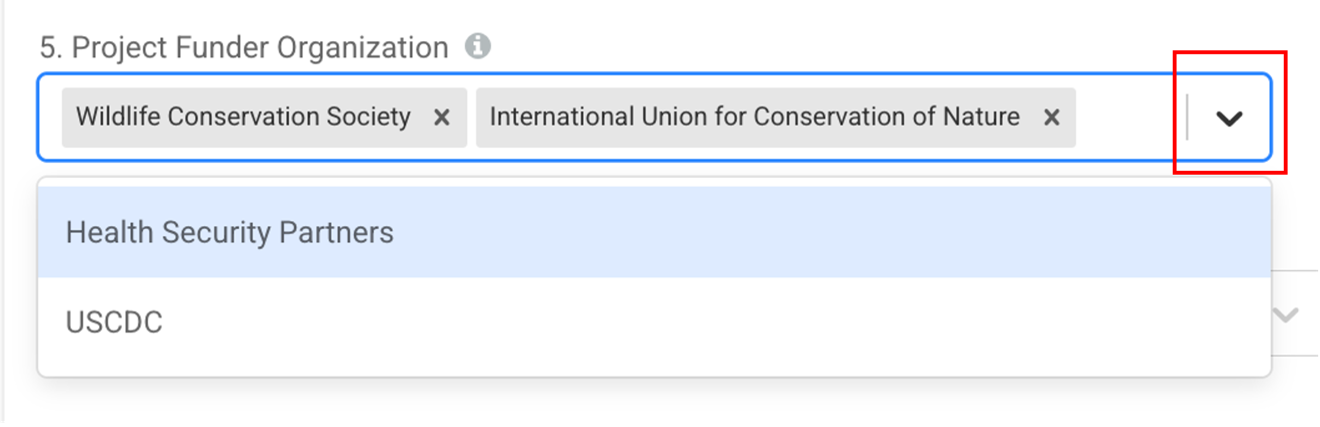 5. Project Funder Organization
Wildlife Conservation Society International Union for Conservation of Nature
Health Security Partners
USCDC